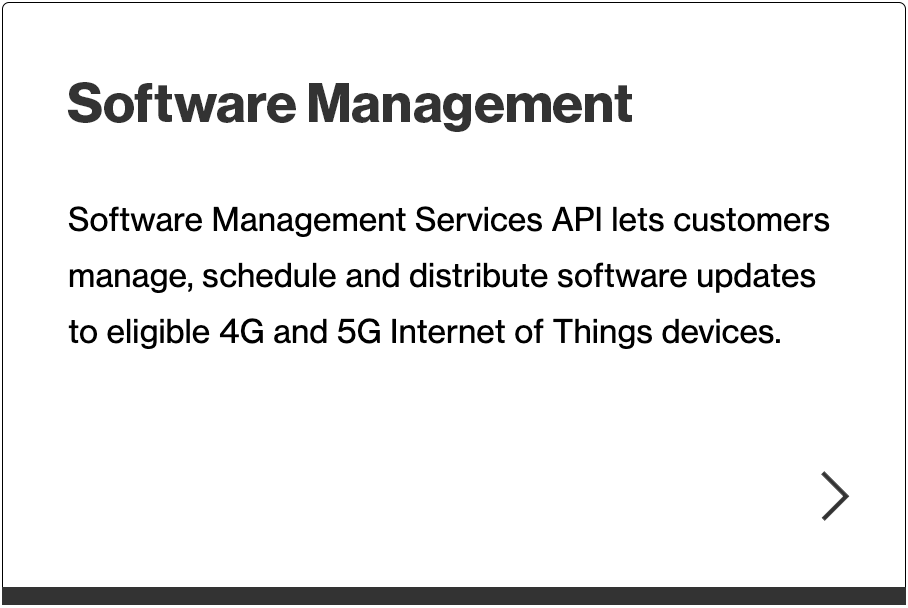 Software Management
Software Management Services API lets customers
manage, schedule and distribute software updates
to eligible 4G and 5G Internet of Things devices.